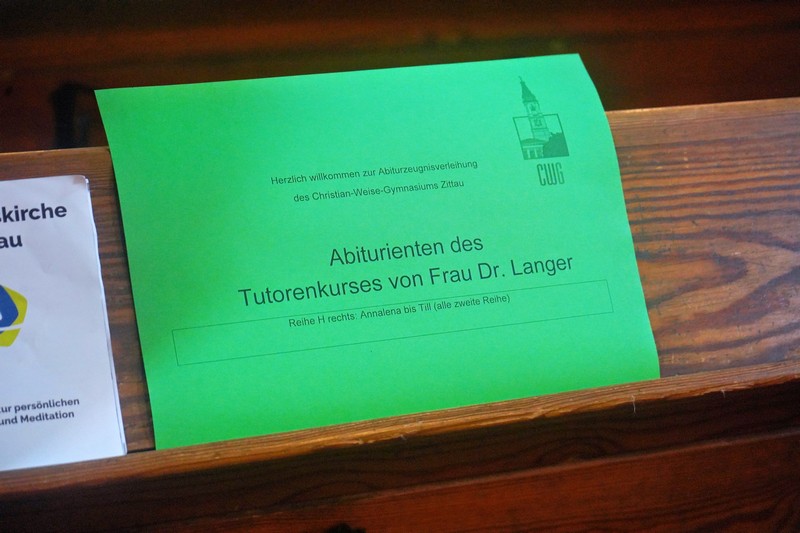 Herzlich willkommen zur Abiturzeugnisverleihung
des Christian-Weise-Gymnasiums Zittau
CWG
Abiturienten des
Tutorenkurses von Frau Dr. Langer
Reihe H rechts: Annalena bis Till (alle zweite Reihe)
kirche
au
ur persönlichen
und Meditation